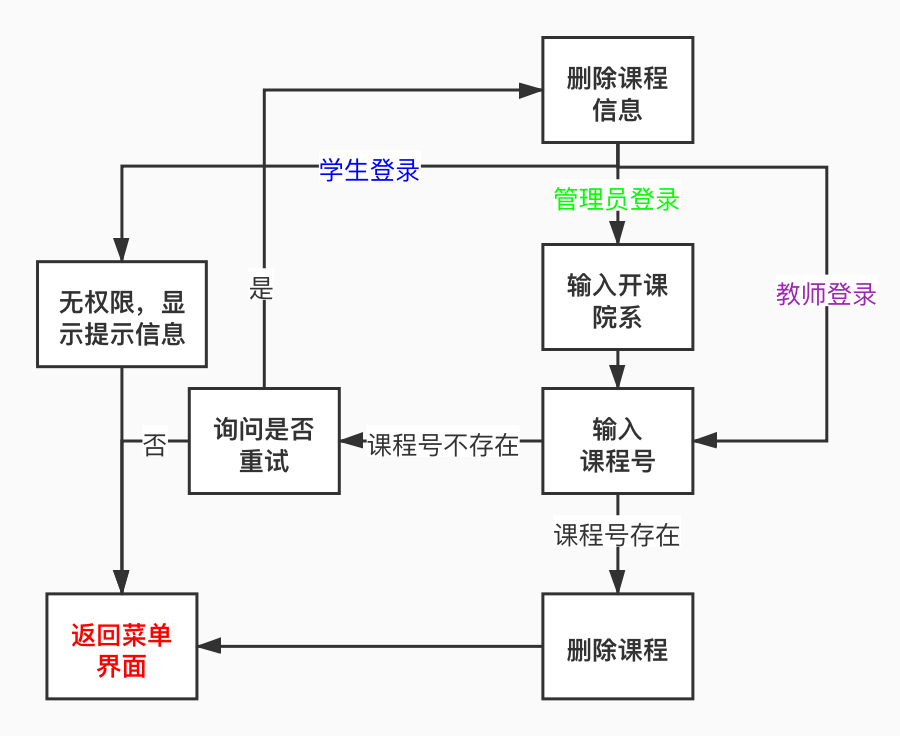 删除课程
信息
学生登录
管理员登录
输入开课
院系
教师登录
是
无权限，显
示提示信息
询问是否
重试
否
课程号不存在
输入
课程号
课程号存在
返回菜单
界面
删除课程